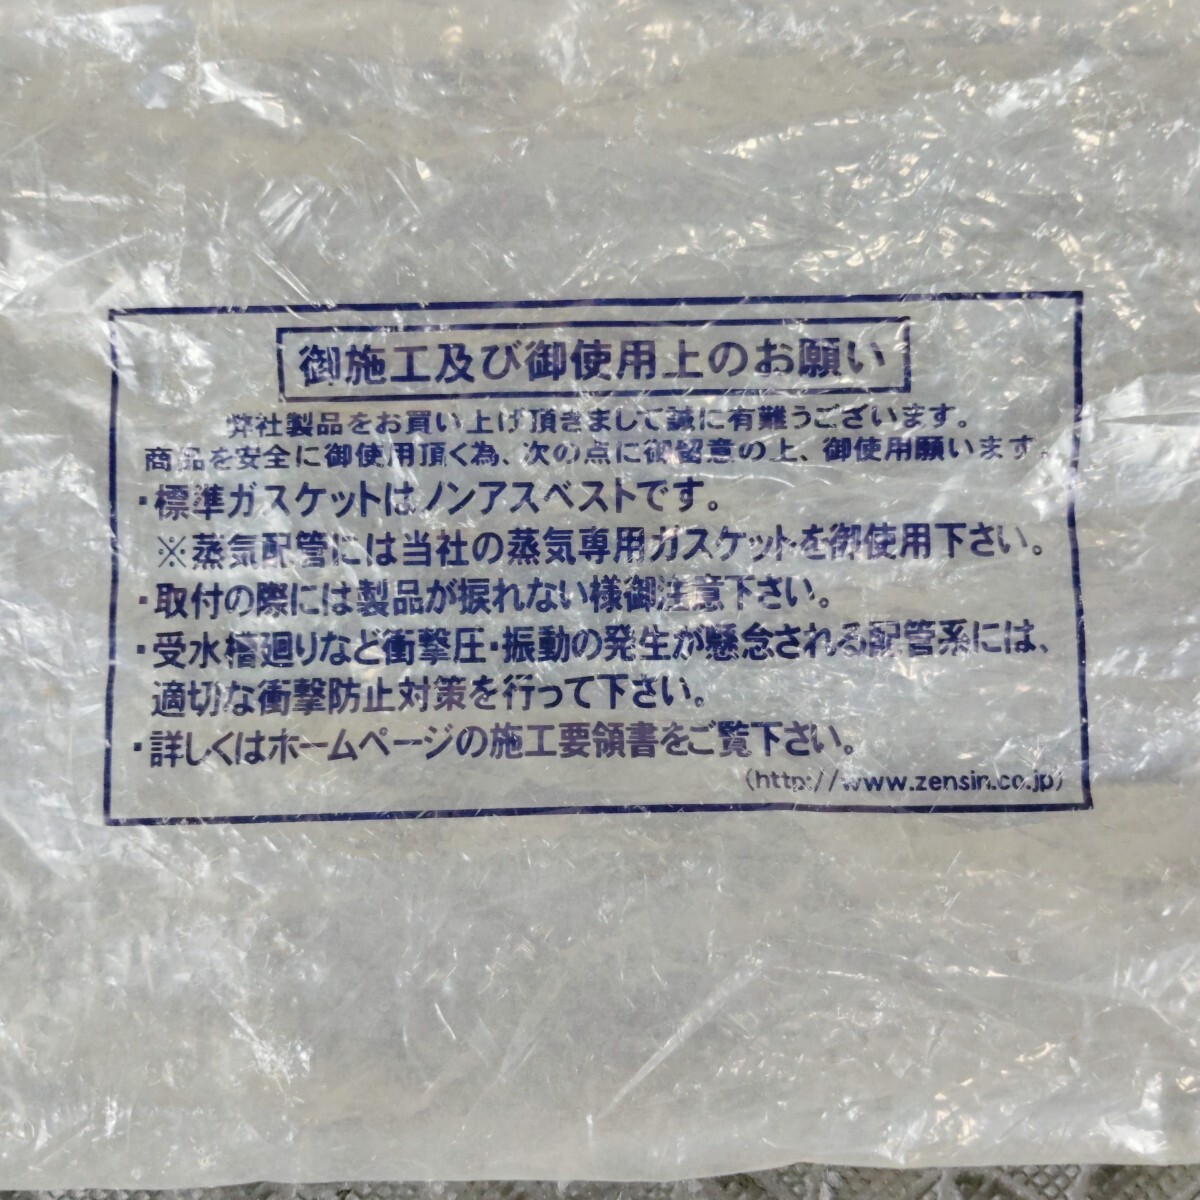 御施工及び御使用上のお願い
弊社製品をお買い上げ頂きまして誠に有難うございます。
商品を安全に御使用頂く為、次の点に御留意の上、御使用願います。
・標準ガスケットはノンアスベストです。
※蒸気配管には当社の蒸気専用ガスケットを御使用下さい。
・取付の際には製品が捩れない様御注意下さい。
・受水槽廻りなど衝撃圧・振動の発生が懸念される配管系には、
適切な衝撃防止対策を行って下さい。
・詳しくはホームページの施工要領書をご覧下さい。
(http://www.zensin.co.jp)